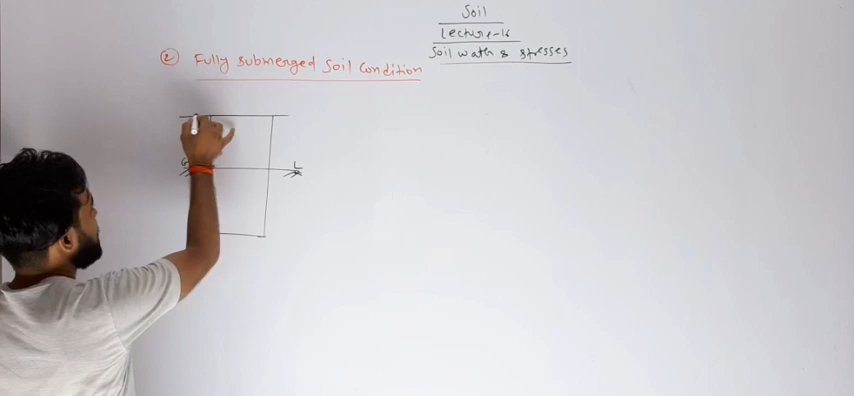 Soil
Lecture-16
Soil water & stresses
② Fully submerged Soil Condition
G L